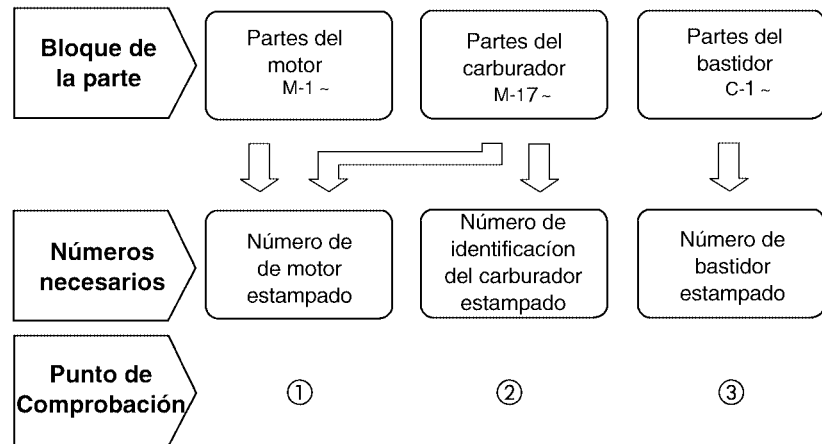 Bloque de
la parte
Partes del
motor
M-1 ~
Partes del
carburador
M-17 ~
Partes del
bastidor
C-1 ~
Números
necesarios
Número de
de motor
estampado
Número de
identificacíon
del carburador
estampado
Número de
bastidor
estampado
Punto de
Comprobación
①
②
③